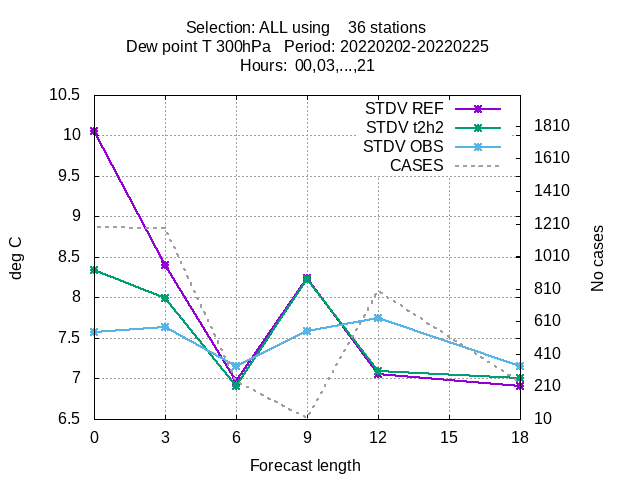 Selection: ALL using    36 stations
Dew point T 300hPa   Period: 20220202-20220225
Hours:  00,03,...,21
STDV REF
STDV t2h2
STDV OBS
CASES
10.5
10
9.5
9
8.5
8
7.5
7
6.5
deg C
1810
1610
1410
1210
1010
810
610
410
210
10
No cases
0 3 6 9 12 15 18
Forecast length